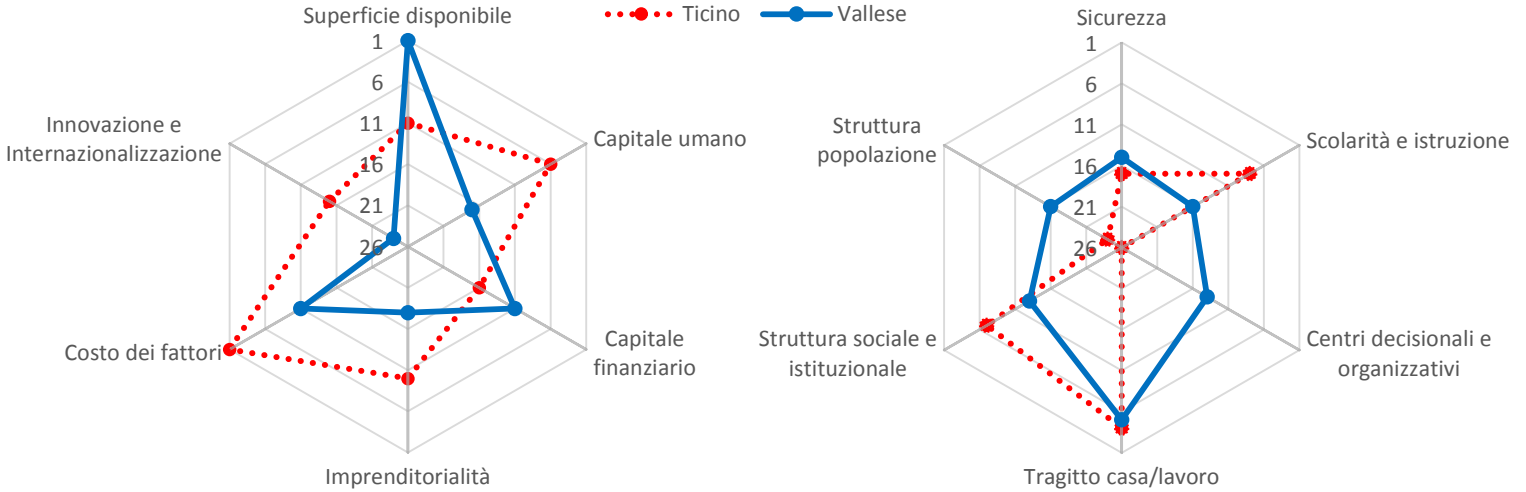 Superficie disponibile
Ticino
Vallese
Sicurezza
1
6
11
16
21
26
Capitale umano
Capitale
finanziario
Imprenditorialità
Costo dei fattori
Innovazione e
Internazionalizzazione
1
6
11
16
21
26
Scolarità e istruzione
Centri decisionali e
organizzativi
Tragitto casa/lavoro
Struttura sociale e
istituzionale
Struttura
popolazione